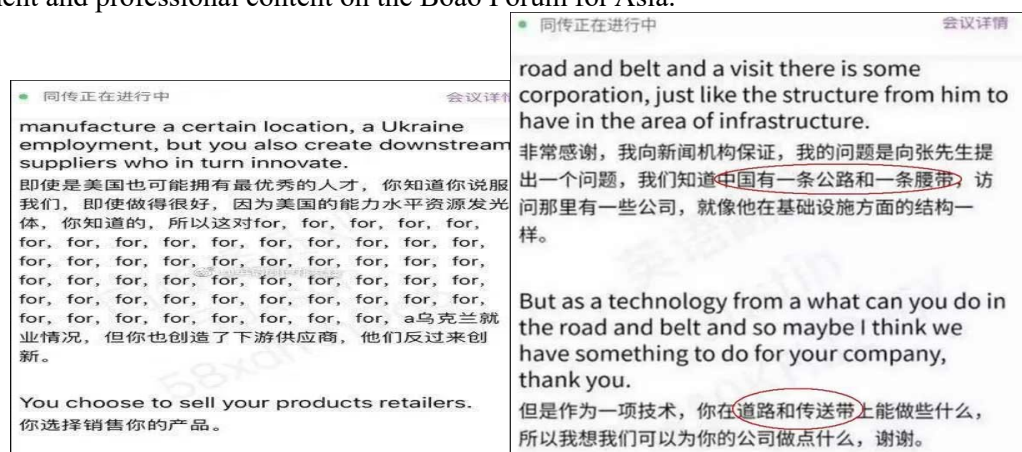 ment and professional content on the Boao Forum for Asia.
同传正在进行中
会议详情
manufacture a certain location, a Ukraine
employment, but you also create downstream
suppliers who in turn innovate.
即使是美国也可能拥有最优秀的人才，你知道你说服
我们，即使做得很好，因为美国的能力水平资源发光
体，你知道的，所以这对for, for, for, for, for,
for, for, for, for, for, for, for, for, for, for,
for, for, for, for, for, for, for, for, for, for,
for, for, for, for, for, for, for, for, for, for,
for, for, for, for, for, for, for, for, for, for,
for, for, for, for, for, for, for, for, a乌克兰就
业情况，但你也创造了下游供应商，他们反过来创
新。
You choose to sell your products retailers.
你选择销售你的产品。
同传正在进行中
会议详情
road and belt and a visit there is some
corporation, just like the structure from him to
have in the area of infrastructure.
非常感谢，我向新闻机构保证，我的问题是向张先生提
出一个问题，我们知道中国有一条公路和一条腰带，访
问那里有一些公司，就像他在基础设施方面的结构一
样。
But as a technology from a what can you do in
the road and belt and so maybe I think we
have something to do for your company,
thank you.
但是作为一项技术，你在道路和传送带上能做些什么，
所以我想我们可以为你的公司做点什么，谢谢。